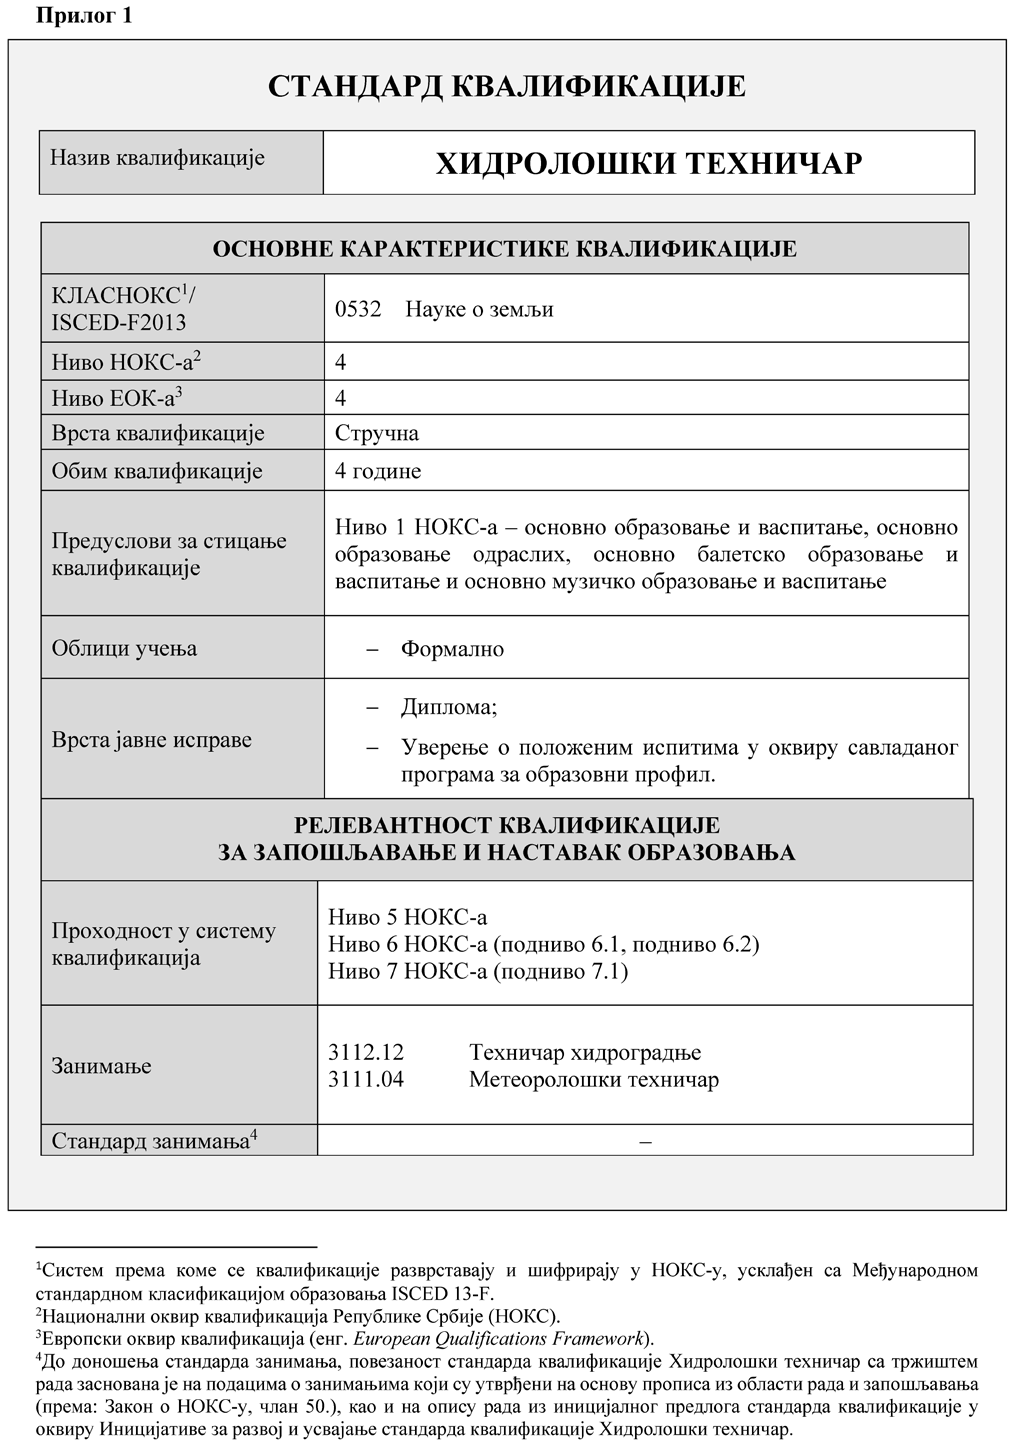 Прилог 1
СТАНДАРД КВАЛИФИКАЦИЈЕ
Назив квалификације
ХИДРОЛОШКИ ТЕХНИЧАР
ОСНОВНЕ КАРАКТЕРИСТИКЕ КВАЛИФИКАЦИЈЕ
КЛАСНОКС¹/
ISCED-F2013
0532 Науке о земљи
Ниво НОКС-а²
4
Ниво ЕОК-а³
4
Врста квалификације
Стручна
Обим квалификације
4 године
Предуслови за стицање
квалификације
Ниво 1 НОКС-а – основно образовање и васпитање, основно
образовање одраслих, основно балетско образовање и
васпитање и основно музичко образовање и васпитање
Облици учења
– Формално
Врста јавне исправе
– Диплома;
– Уверење о положеним испитима у оквиру савладаног
програма за образовни профил.
РЕЛЕВАНТНОСТ КВАЛИФИКАЦИЈЕ
ЗА ЗАПОШЉАВАЊЕ И НАСТАВАК ОБРАЗОВАЊА
Проходност у систему
квалификација
Ниво 5 НОКС-а
Ниво 6 НОКС-а (подниво 6.1, подниво 6.2)
Ниво 7 НОКС-а (подниво 7.1)
Занимање
3112.12 Техничар хидроградње
3111.04 Метеоролошки техничар
Стандард занимања⁴
–
¹Систем према коме се квалификације разврставају и шифрирају у НОКС-у, усклађен са Међународном
стандардном класификацијом образовања ISCED 13-F.
²Национални оквир квалификација Републике Србије (НОКС).
³Европски оквир квалификација (енг. European Qualifications Framework).
⁴До доношења стандарда занимања, повезаност стандарда квалификације Хидролошки техничар са тржиштем
рада заснована је на подацима о занимањима који су утврђени на основу прописа из области рада и запошљавања
(према: Закон о НОКС-у, члан 50.), као и на опису рада из иницијалног предлога стандарда квалификације у
оквиру Иницијативе за развој и усвајање стандарда квалификације Хидролошки техничар.